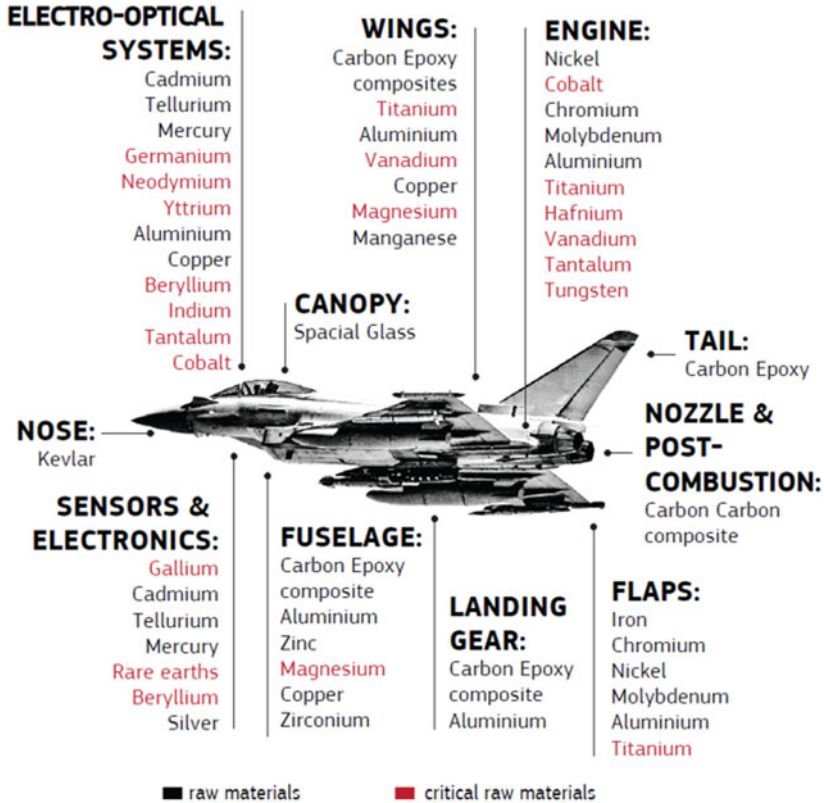 ELECTRO-OPTICAL
SYSTEMS:
Cadmium
Tellurium
Mercury
Germanium
Neodymium
Yttrium
Aluminium
Copper
Beryllium
Indium
Tantalum
Cobalt
WINGS:
Carbon Epoxy
composites
Titanium
Aluminium
Vanadium
Copper
Magnesium
Manganese
ENGINE:
Nickel
Cobalt
Chromium
Molybdenum
Aluminium
Titanium
Hafnium
Vanadium
Tantalum
Tungsten
CANOPY:
Spacial Glass
TAIL:
Carbon Epoxy
NOSE:
Kevlar
NOZZLE &
POST-
COMBUSTION:
Carbon Carbon
composite
SENSORS &
ELECTRONICS:
Gallium
Cadmium
Tellurium
Mercury
Rare earths
Beryllium
Silver
FUSELAGE:
Carbon Epoxy
composite
Aluminium
Zinc
Magnesium
Copper
Zirconium
LANDING
GEAR:
Carbon Epoxy
composite
Aluminium
FLAPS:
Iron
Chromium
Nickel
Molybdenum
Aluminium
Titanium
raw materials
critical raw materials